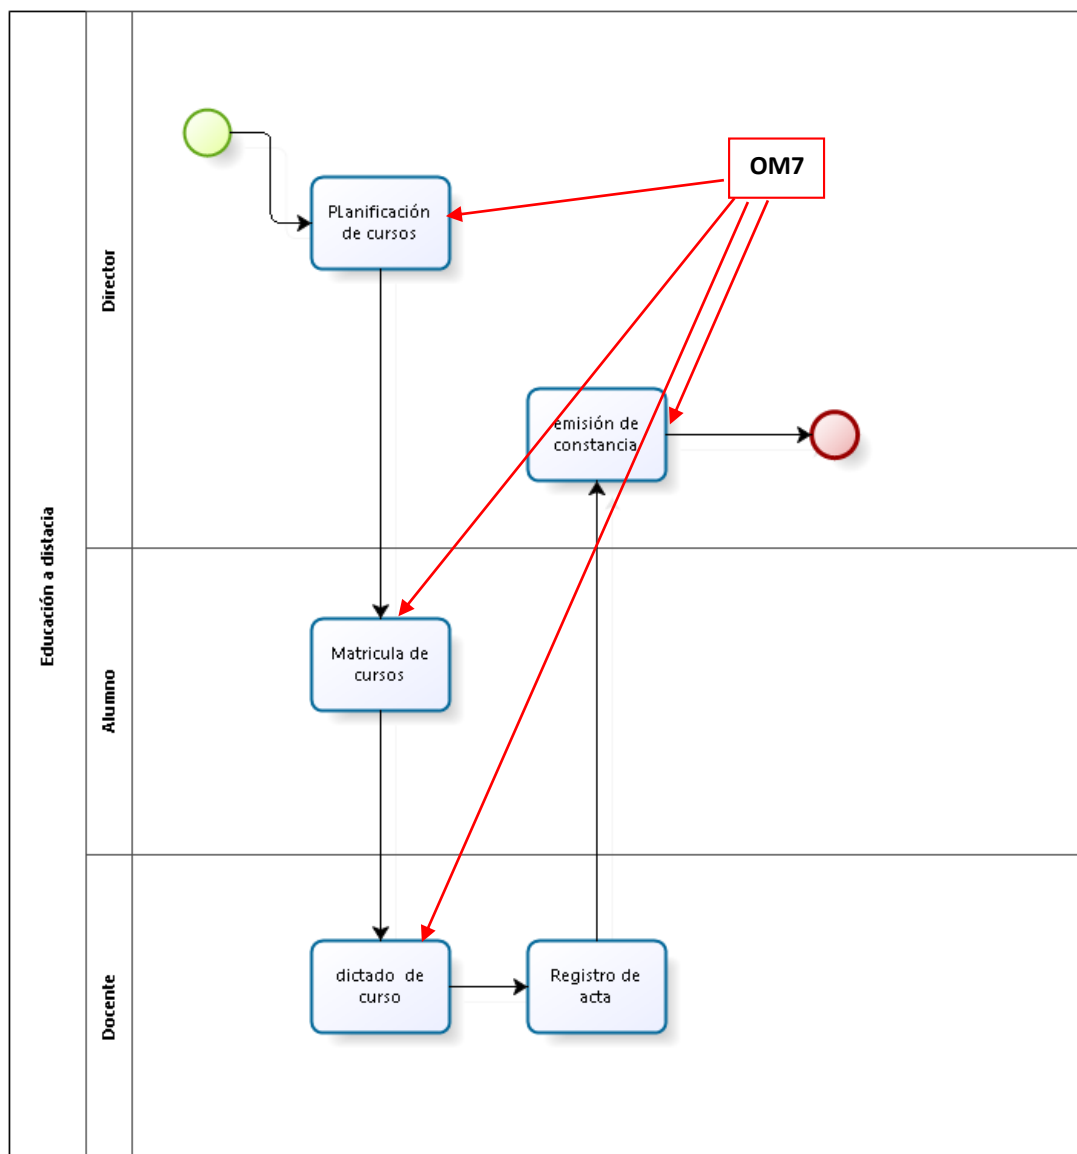 Educación a distacia
Director
PLanificación
de cursos
OM7
emisión de
constancia
Alumno
Matricula de
cursos
Docente
dictado  de
curso
Registro de
acta